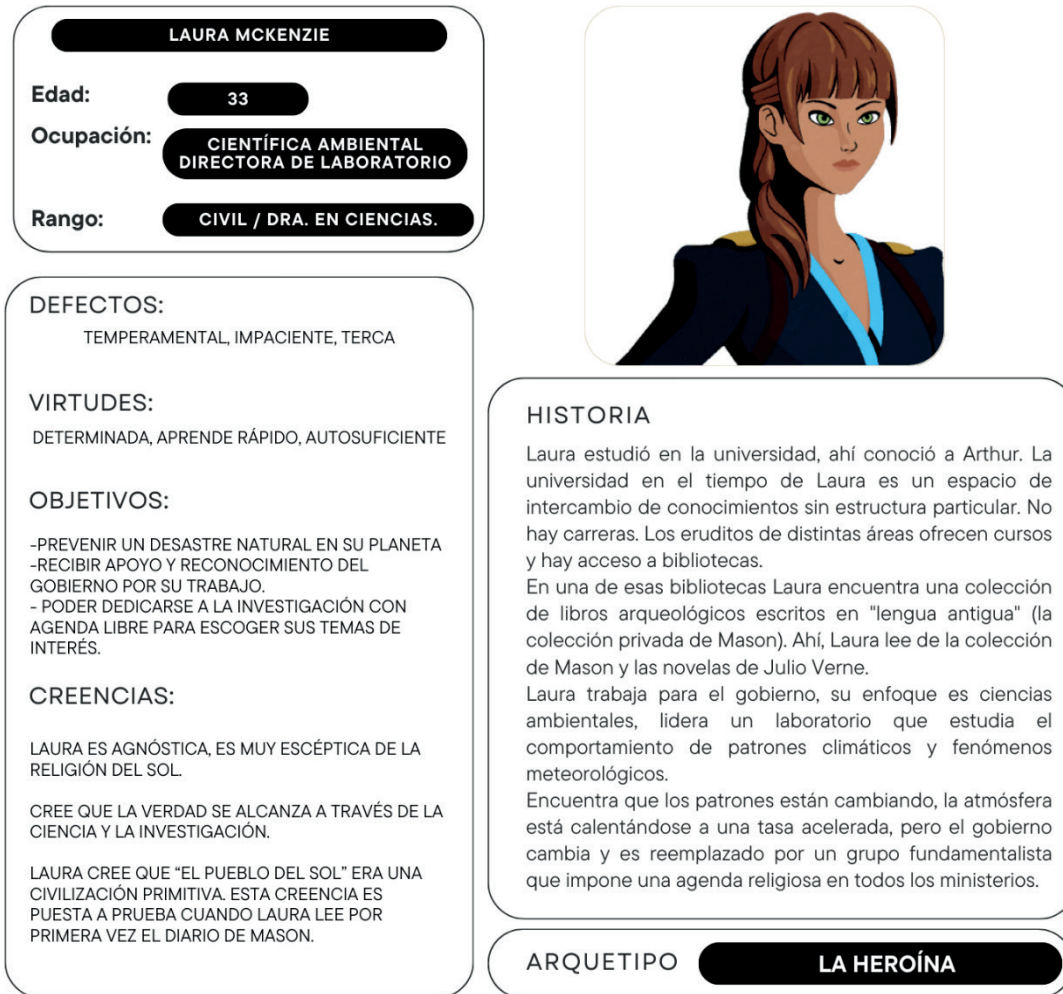 LAURA MCKENZIE
Edad:
33
Ocupación:
CIENTÍFICA AMBIENTAL
DIRECTORA DE LABORATORIO
Rango:
CIVIL / DRA. EN CIENCIAS.
DEFECTOS:
TEMPERAMENTAL, IMPACIENTE, TERCA
VIRTUDES:
DETERMINADA, APRENDE RÁPIDO, AUTOSUFICIENTE
OBJETIVOS:
-PREVENIR UN DESASTRE NATURAL EN SU PLANETA
-RECIBIR APOYO Y RECONOCIMIENTO DEL
GOBIERNO POR SU TRABAJO.
- PODER DEDICARSE A LA INVESTIGACIÓN CON
AGENDA LIBRE PARA ESCOGER SUS TEMAS DE
INTERÉS.
CREENCIAS:
LAURA ES AGNÓSTICA, ES MUY ESCÉPTICA DE LA
RELIGIÓN DEL SOL.
CREE QUE LA VERDAD SE ALCANZA A TRAVÉS DE LA
CIENCIA Y LA INVESTIGACIÓN.
LAURA CREE QUE “EL PUEBLO DEL SOL” ERA UNA
CIVILIZACIÓN PRIMITIVA. ESTA CREENCIA ES
PUESTA A PRUEBA CUANDO LAURA LEE POR
PRIMERA VEZ EL DIARIO DE MASON.
HISTORIA
Laura estudió en la universidad, ahí conoció a Arthur. La
universidad en el tiempo de Laura es un espacio de
intercambio de conocimientos sin estructura particular. No
hay carreras. Los eruditos de distintas áreas ofrecen cursos
y hay acceso a bibliotecas.
En una de esas bibliotecas Laura encuentra una colección
de libros arqueológicos escritos en "lengua antigua" (la
colección privada de Mason). Ahí, Laura lee de la colección
de Mason y las novelas de Julio Verne.
Laura trabaja para el gobierno, su enfoque es ciencias
ambientales, lidera un laboratorio que estudia el
comportamiento de patrones climáticos y fenómenos
meteorológicos.
Encuentra que los patrones están cambiando, la atmósfera
está calentándose a una tasa acelerada, pero el gobierno
cambia y es reemplazado por un grupo fundamentalista
que impone una agenda religiosa en todos los ministerios.
ARQUETIPO
LA HEROÍNA